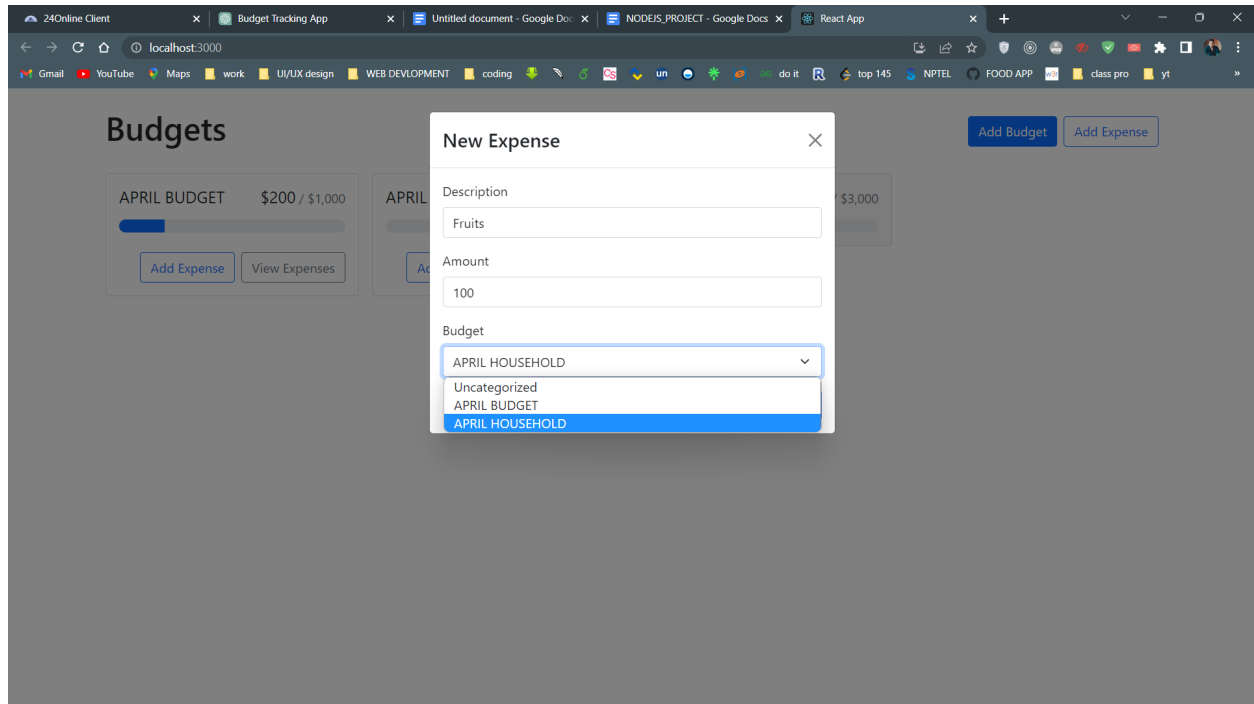 24Online Client
Budget Tracking App
Untitled document - Google Doc
NODEJS_PROJECT - Google Docs
React App
localhost:3000
Gmail YouTube Maps work UI/UX design WEB DEVLOPMENT coding CS un do it R top 145 NPTEL FOOD APP w3r class pro yt »
Budgets
Add Budget Add Expense
APRIL BUDGET $200 / $1,000
Add Expense View Expenses
APRIL
/ $3,000
New Expense
Description
Fruits
Amount
100
Budget
APRIL HOUSEHOLD
Uncategorized
APRIL BUDGET
APRIL HOUSEHOLD